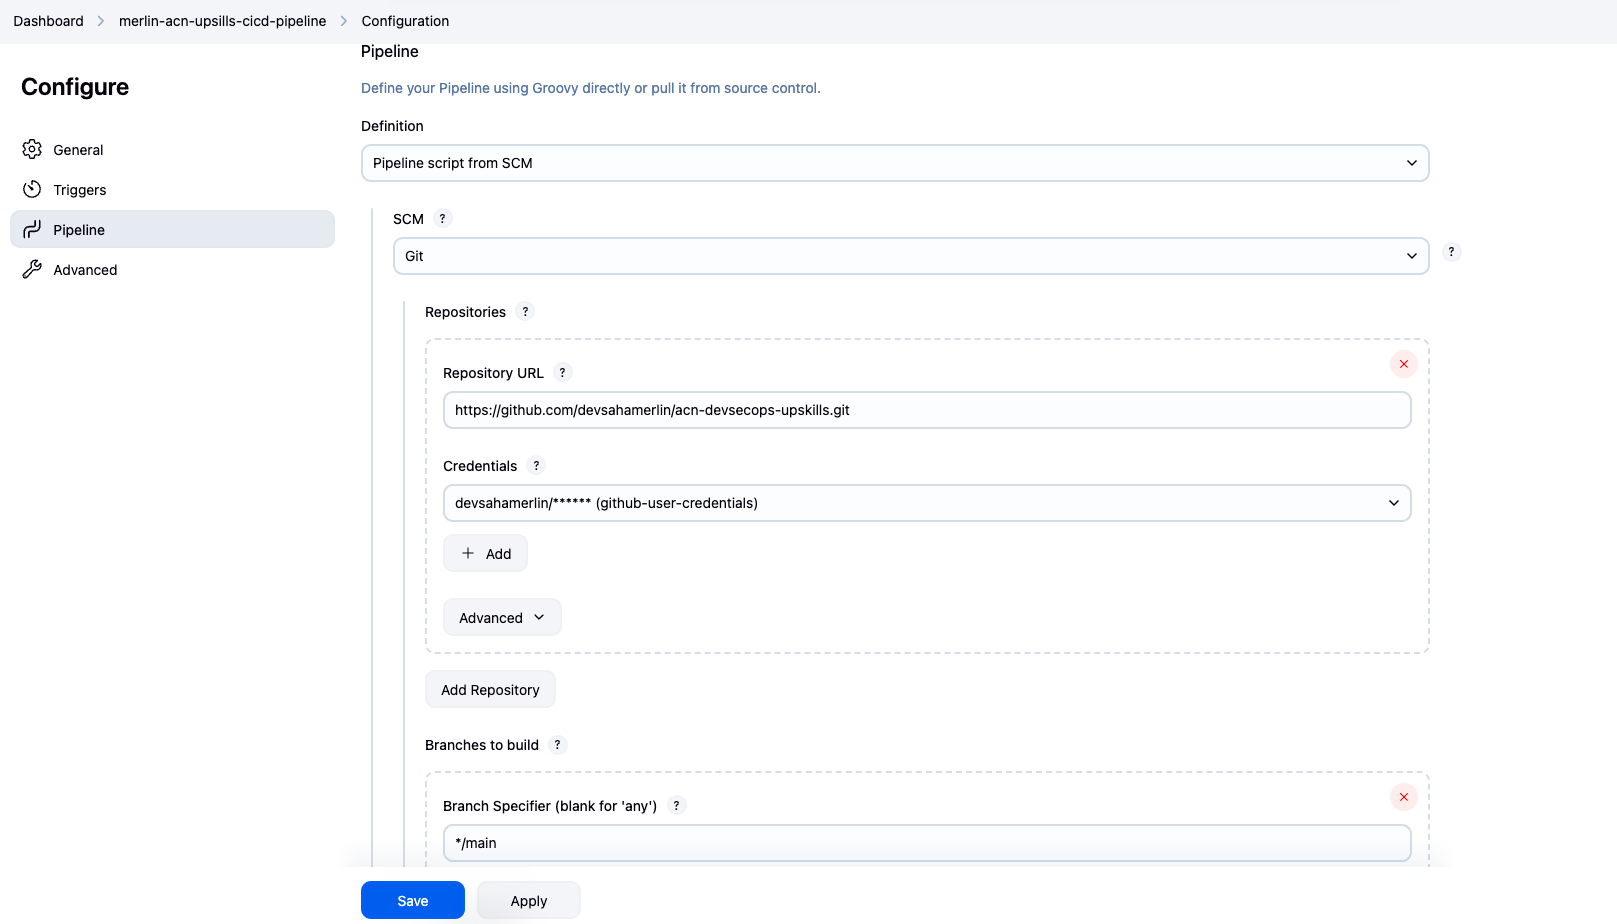 Dashboard > merlin-acn-upsills-cicd-pipeline > Configuration
Configure
General
Triggers
Pipeline
Advanced
Pipeline
Define your Pipeline using Groovy directly or pull it from source control.
Definition
Pipeline script from SCM
SCM ?
Git
?
Repositories ?
Repository URL ?
https://github.com/devsahamerlin/acn-devsecops-upskills.git
Credentials ?
devsahamerlin/****** (github-user-credentials)
+ Add
Advanced
Add Repository
Branches to build ?
Branch Specifier (blank for 'any') ?
*/main
Save
Apply